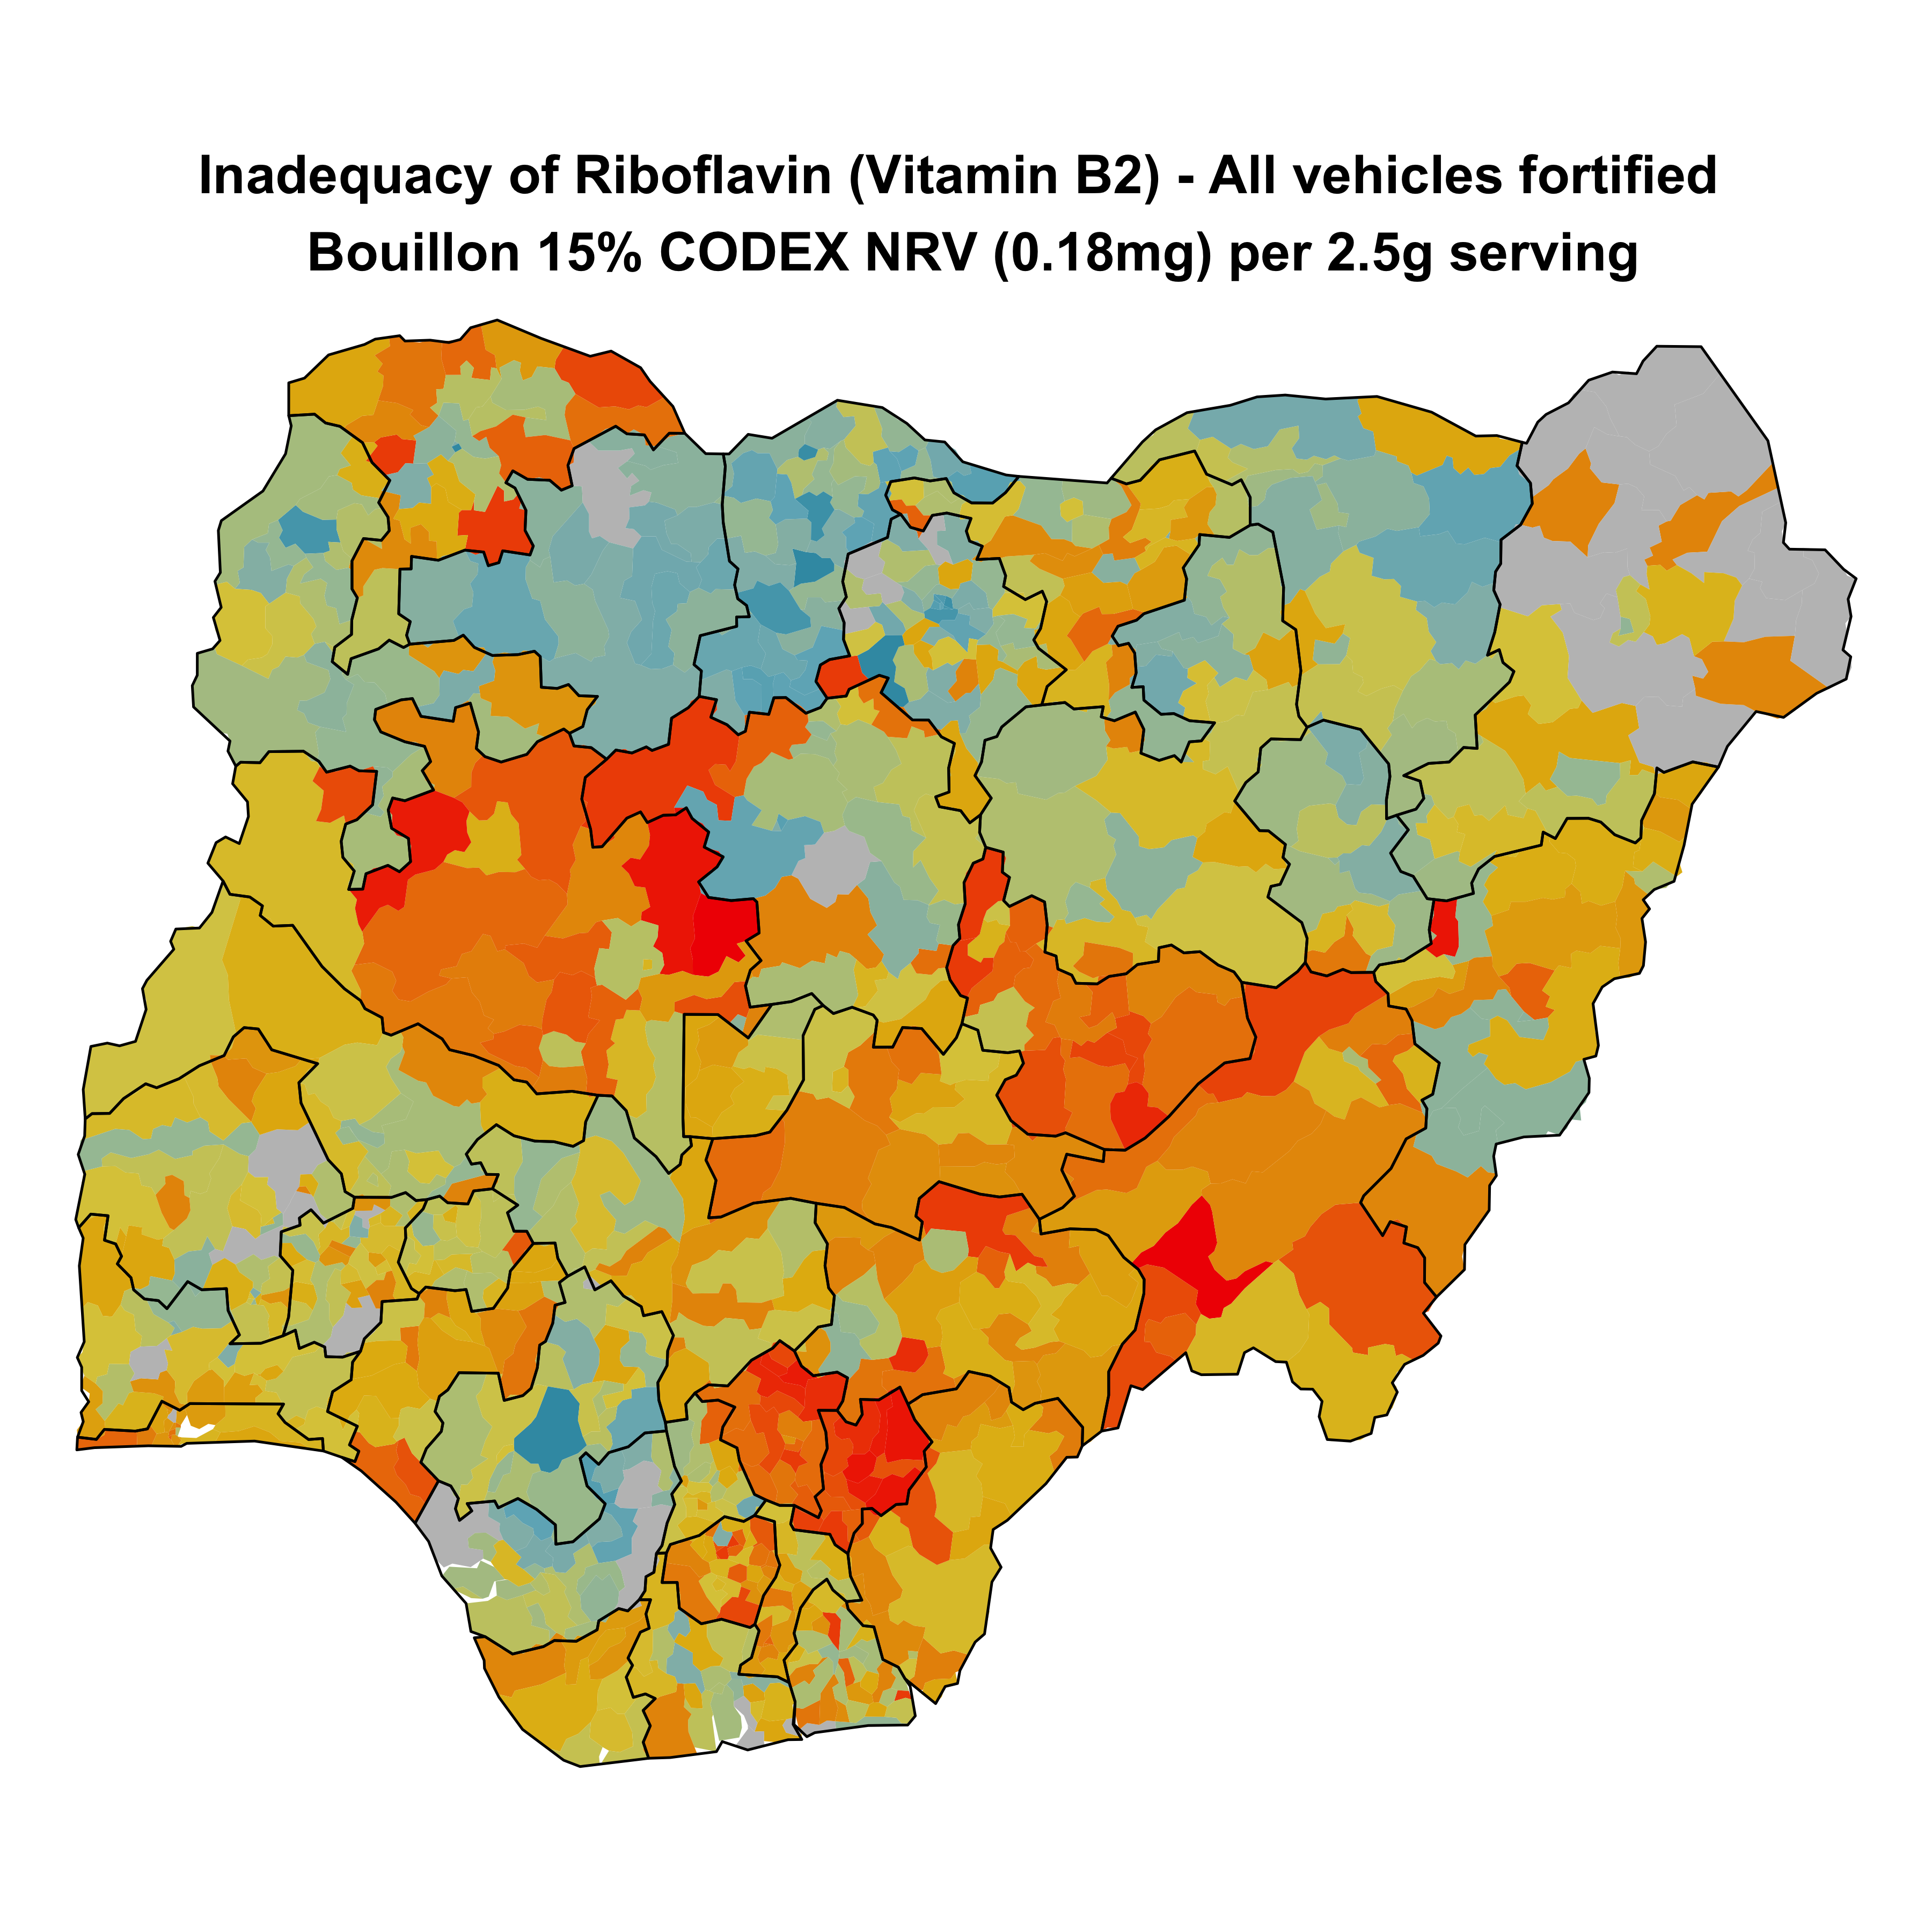 Inadequacy of Riboflavin (Vitamin B2) - All vehicles fortified
Bouillon 15% CODEX NRV (0.18mg) per 2.5g serving